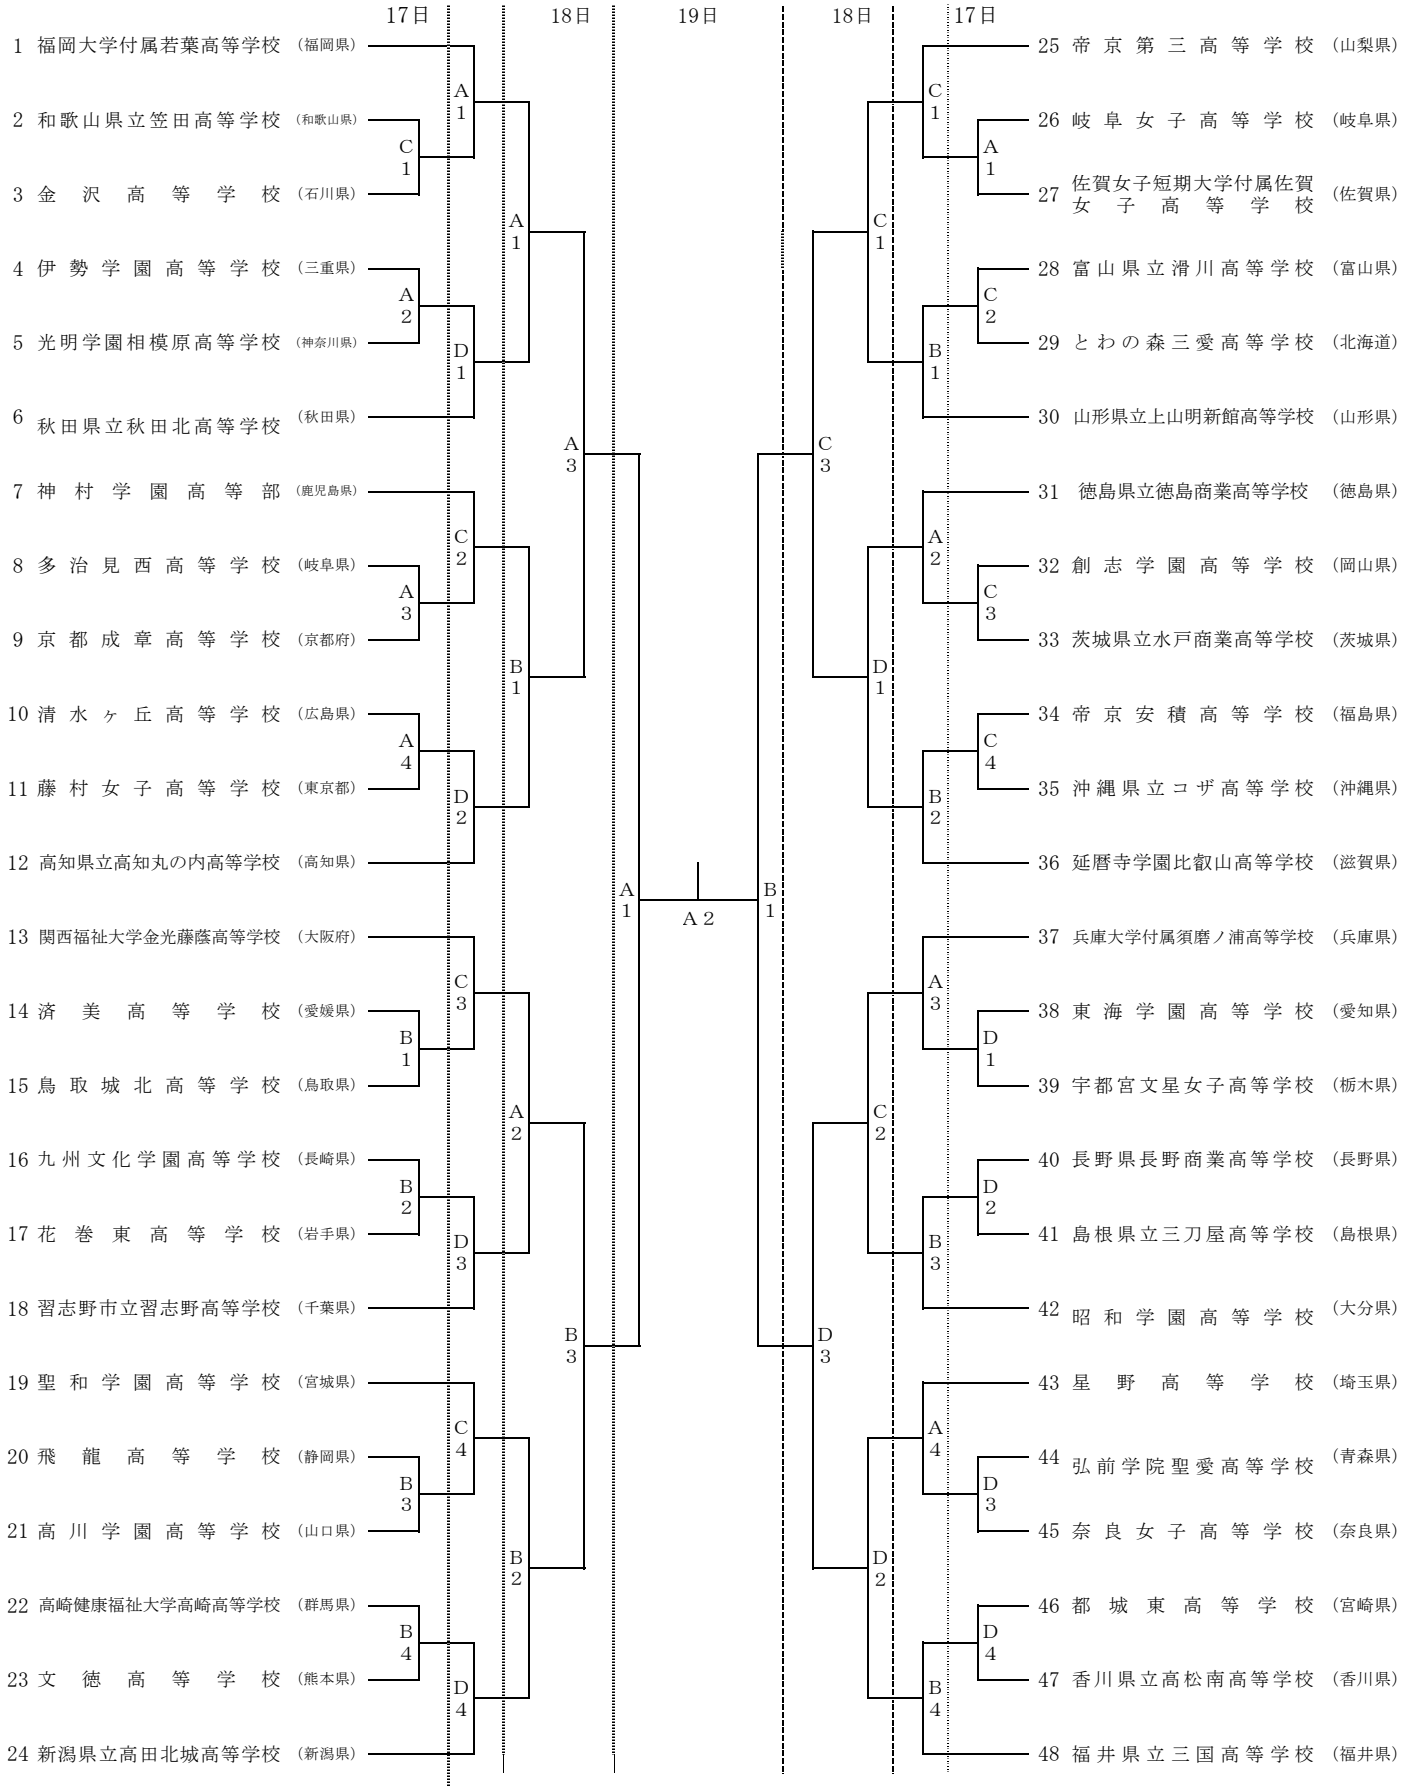 17日 18日 19日 18日 17日
1 福岡大学付属若葉高等学校 (福岡県)
2 和歌山県立笠田高等学校 (和歌山県)
3 金沢高等学校 (石川県)
4 伊勢学園高等学校 (三重県)
5 光明学園相模原高等学校 (神奈川県)
6 秋田県立秋田北高等学校 (秋田県)
7 神村学園高等部 (鹿児島県)
8 多治見西高等学校 (岐阜県)
9 京都成章高等学校 (京都府)
10 清水ヶ丘高等学校 (広島県)
11 藤村女子高等学校 (東京都)
12 高知県立高知丸の内高等学校 (高知県)
13 関西福祉大学金光藤蔭高等学校 (大阪府)
14 済美高等学校 (愛媛県)
15 鳥取城北高等学校 (鳥取県)
16 九州文化学園高等学校 (長崎県)
17 花巻東高等学校 (岩手県)
18 習志野市立習志野高等学校 (千葉県)
19 聖和学園高等学校 (宮城県)
20 飛龍高等学校 (静岡県)
21 高川学園高等学校 (山口県)
22 高崎健康福祉大学高崎高等学校 (群馬県)
23 文徳高等学校 (熊本県)
24 新潟県立高田北城高等学校 (新潟県)
C1
A2
A3
A4
B1
B2
B3
B4
A1
D1
C2
D2
C3
D3
C4
D4
A1
B1
A2
B2
A3
B3
A1
A2
B1
C3
D3
C1
D1
C2
D2
C1
B1
A2
B2
A3
B3
A4
B4
A1
C2
C3
C4
D1
D2
D3
D4
25 帝京第三高等学校 (山梨県)
26 岐阜女子高等学校 (岐阜県)
27 佐賀女子短期大学付属佐賀
女子高等学校 (佐賀県)
28 富山県立滑川高等学校 (富山県)
29 とわの森三愛高等学校 (北海道)
30 山形県立上山明新館高等学校 (山形県)
31 徳島県立徳島商業高等学校 (徳島県)
32 創志学園高等学校 (岡山県)
33 茨城県立水戸商業高等学校 (茨城県)
34 帝京安積高等学校 (福島県)
35 沖縄県立コザ高等学校 (沖縄県)
36 延暦寺学園比叡山高等学校 (滋賀県)
37 兵庫大学付属須磨ノ浦高等学校 (兵庫県)
38 東海学園高等学校 (愛知県)
39 宇都宮文星女子高等学校 (栃木県)
40 長野県長野商業高等学校 (長野県)
41 島根県立三刀屋高等学校 (島根県)
42 昭和学園高等学校 (大分県)
43 星野高等学校 (埼玉県)
44 弘前学院聖愛高等学校 (青森県)
45 奈良女子高等学校 (奈良県)
46 都城東高等学校 (宮崎県)
47 香川県立高松南高等学校 (香川県)
48 福井県立三国高等学校 (福井県)